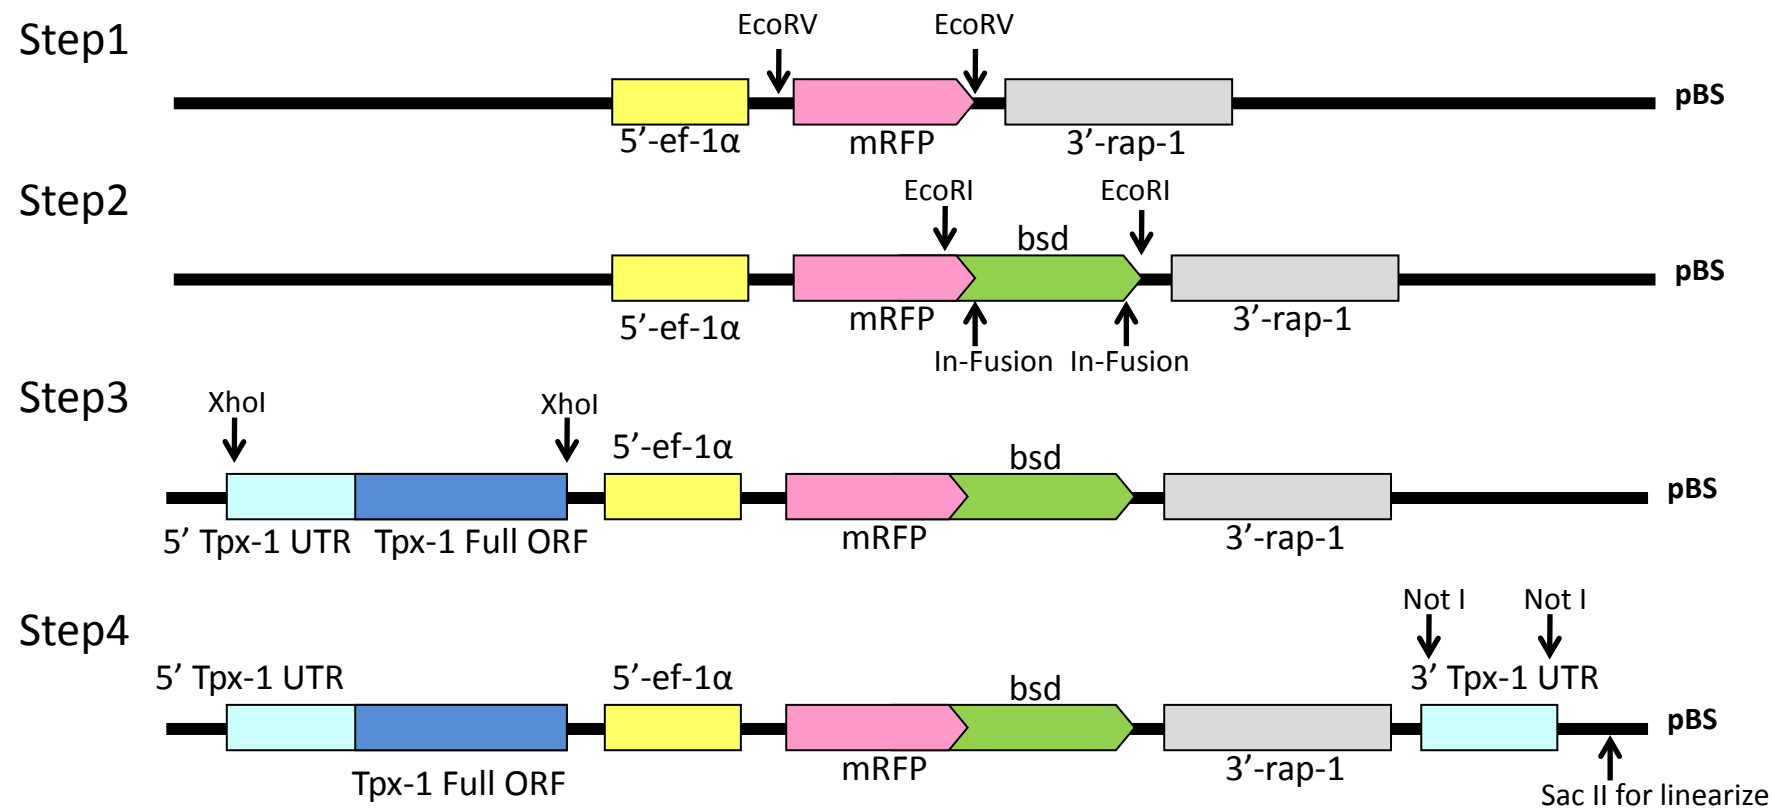 Step1
EcoRV EcoRV
pBS
5’-ef-1α mRFP 3’-rap-1
Step2
EcoRI EcoRI
bsd
pBS
5’-ef-1α mRFP 3’-rap-1
In-Fusion In-Fusion
Step3
XhoI XhoI
5’-ef-1α bsd
pBS
5’ Tpx-1 UTR Tpx-1 Full ORF mRFP 3’-rap-1
Step4
Not I Not I
5’ Tpx-1 UTR 5’-ef-1α bsd 3’ Tpx-1 UTR
pBS
Tpx-1 Full ORF mRFP 3’-rap-1
Sac II for linearize